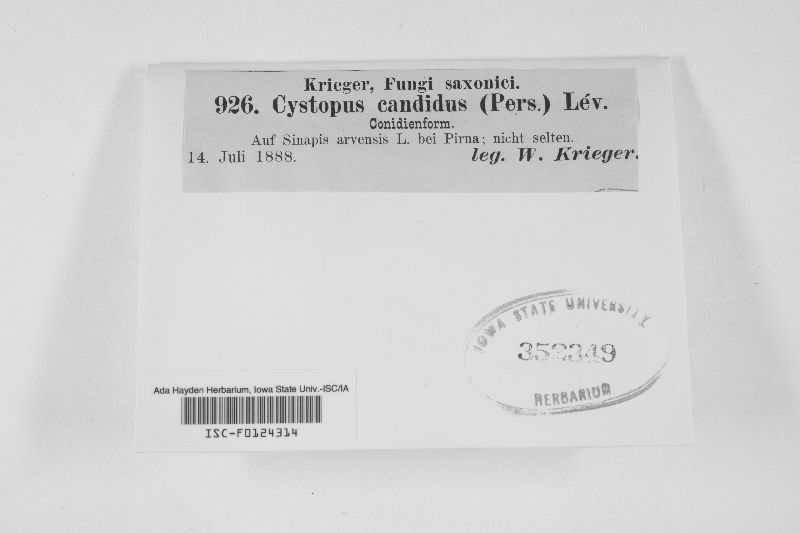 Krieger, Fungi saxonici.
926. Cystopus candidus (Pers.) Lév.
Conidienform.
Auf Sinapis arvensis L. bei Pirna; nicht selten.
14. Juli 1888. leg. W. Krieger.
IOWA STATE UNIVERSITY
352349
HERBARIUM
Ada Hayden Herbarium, Iowa State Univ.-ISC/IA
ISC-F0124314